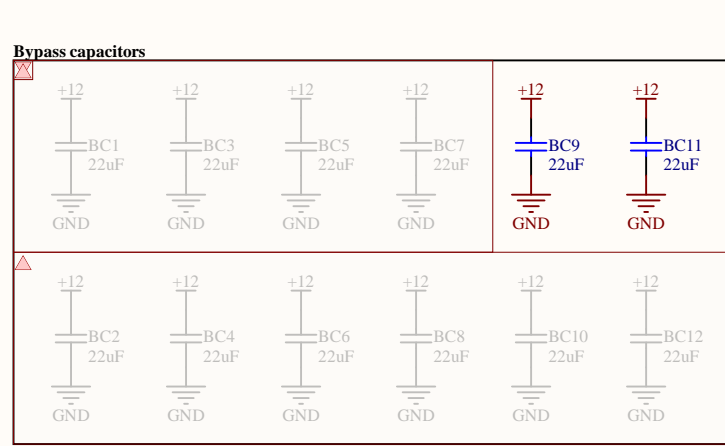 Bypass capacitors
+12 +12 +12 +12 +12 +12
BC1 BC3 BC5 BC7 BC9 BC11
22uF 22uF 22uF 22uF 22uF 22uF
GND GND GND GND GND GND
+12 +12 +12 +12 +12 +12
BC2 BC4 BC6 BC8 BC10 BC12
22uF 22uF 22uF 22uF 22uF 22uF
GND GND GND GND GND GND